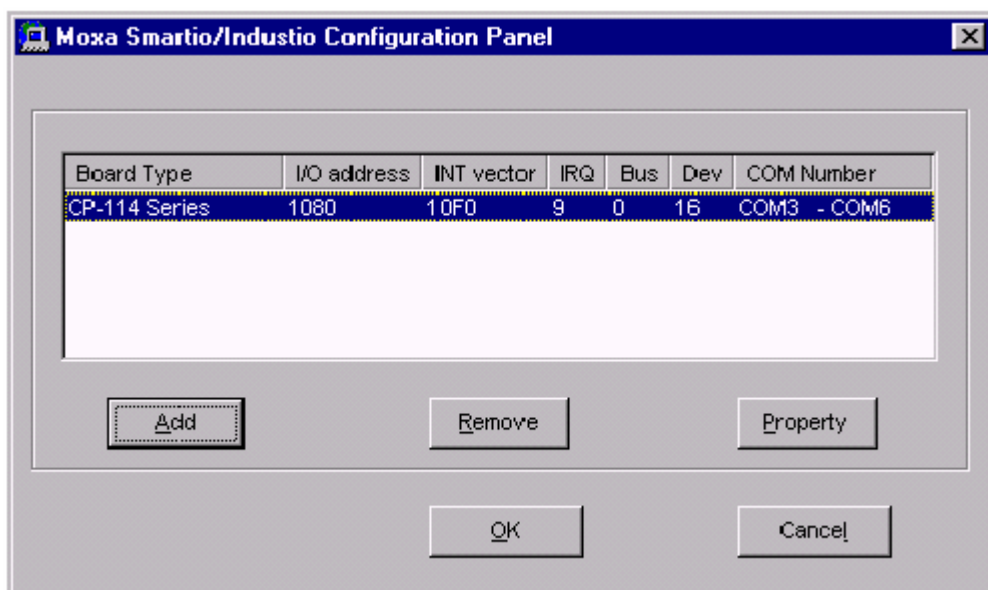 Moxa Smartio/Industio Configuration Panel
Board Type I/O address INT vector IRQ Bus Dev COM Number
CP-114 Series 1080 10F0 9 0 16 COM3 - COM6
Add Remove Property
OK Cancel